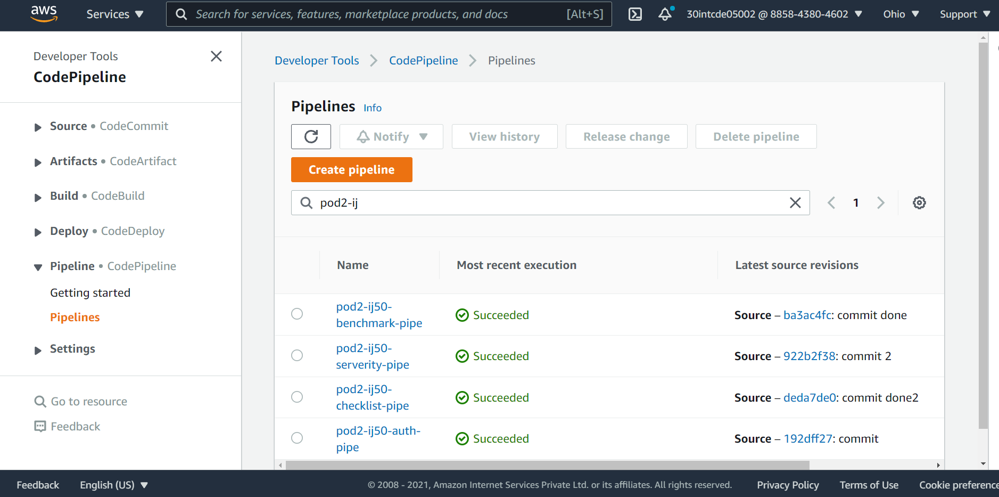 aws Services Search for services, features, marketplace products, and docs [Alt+S] 30intcde05002 @ 8858-4380-4602 Ohio Support
Developer Tools
CodePipeline
Source • CodeCommit
Artifacts • CodeArtifact
Build • CodeBuild
Deploy • CodeDeploy
Pipeline • CodePipeline
Getting started
Pipelines
Settings
Go to resource
Feedback
Developer Tools CodePipeline Pipelines
Pipelines Info
Notify View history Release change Delete pipeline
Create pipeline
pod2-ij 1
Name Most recent execution Latest source revisions
pod2-ij50-
benchmark-pipe Succeeded Source – ba3ac4fc: commit done
pod2-ij50-
serverity-pipe Succeeded Source – 922b2f38: commit 2
pod2-ij50-
checklist-pipe Succeeded Source – deda7de0: commit done2
pod2-ij50-auth-
pipe Succeeded Source – 192dff27: commit
Feedback English (US) © 2008 - 2021, Amazon Internet Services Private Ltd. or its affiliates. All rights reserved. Privacy Policy Terms of Use Cookie preference